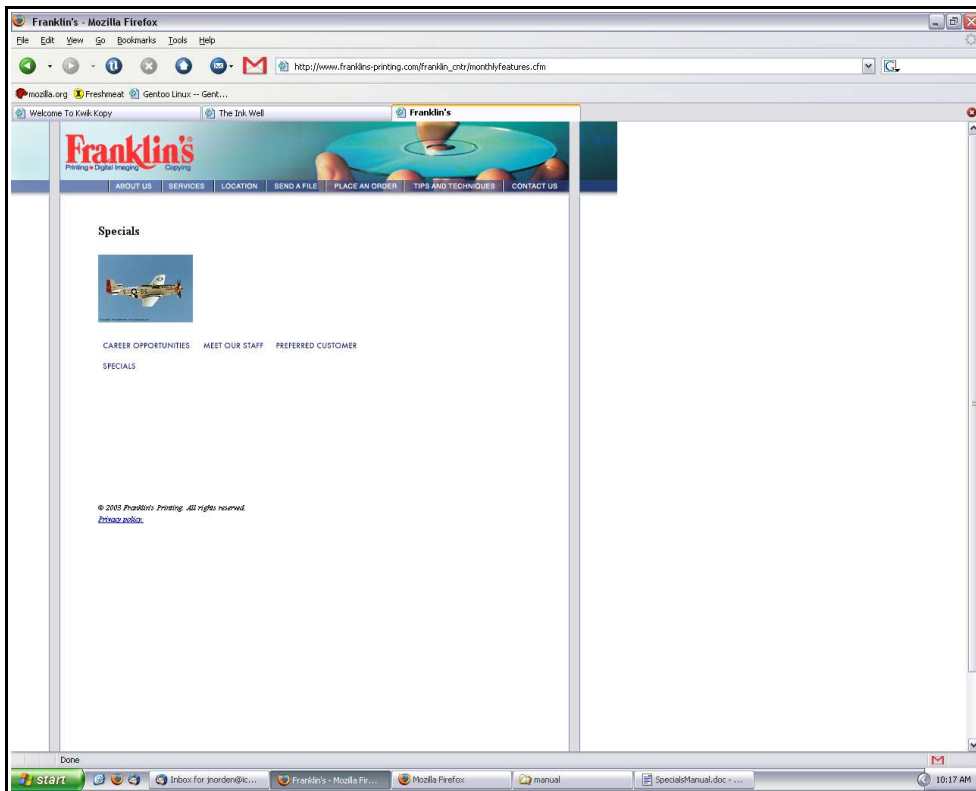 Franklin's - Mozilla Firefox
File Edit View Go Bookmarks Tools Help
http://www.franklins-printing.com/franklin_cntr/monthlyfeatures.cfm
G
mozilla.org Freshmeat Gentoo Linux -- Gent...
Welcome To Kwik Kopy The Ink Well Franklin's
Franklin's
Printing • Digital Imaging Copying
ABOUT US SERVICES LOCATION SEND A FILE PLACE AN ORDER TIPS AND TECHNIQUES CONTACT US
Specials
CAREER OPPORTUNITIES MEET OUR STAFF PREFERRED CUSTOMER
SPECIALS
© 2003 Franklin's Printing. All rights reserved.
Privacy policy.
Done
start Inbox for jnorden@ic... Franklin's - Mozilla Fir... Mozilla Firefox manual SpecialsManual.doc - ... 10:17 AM